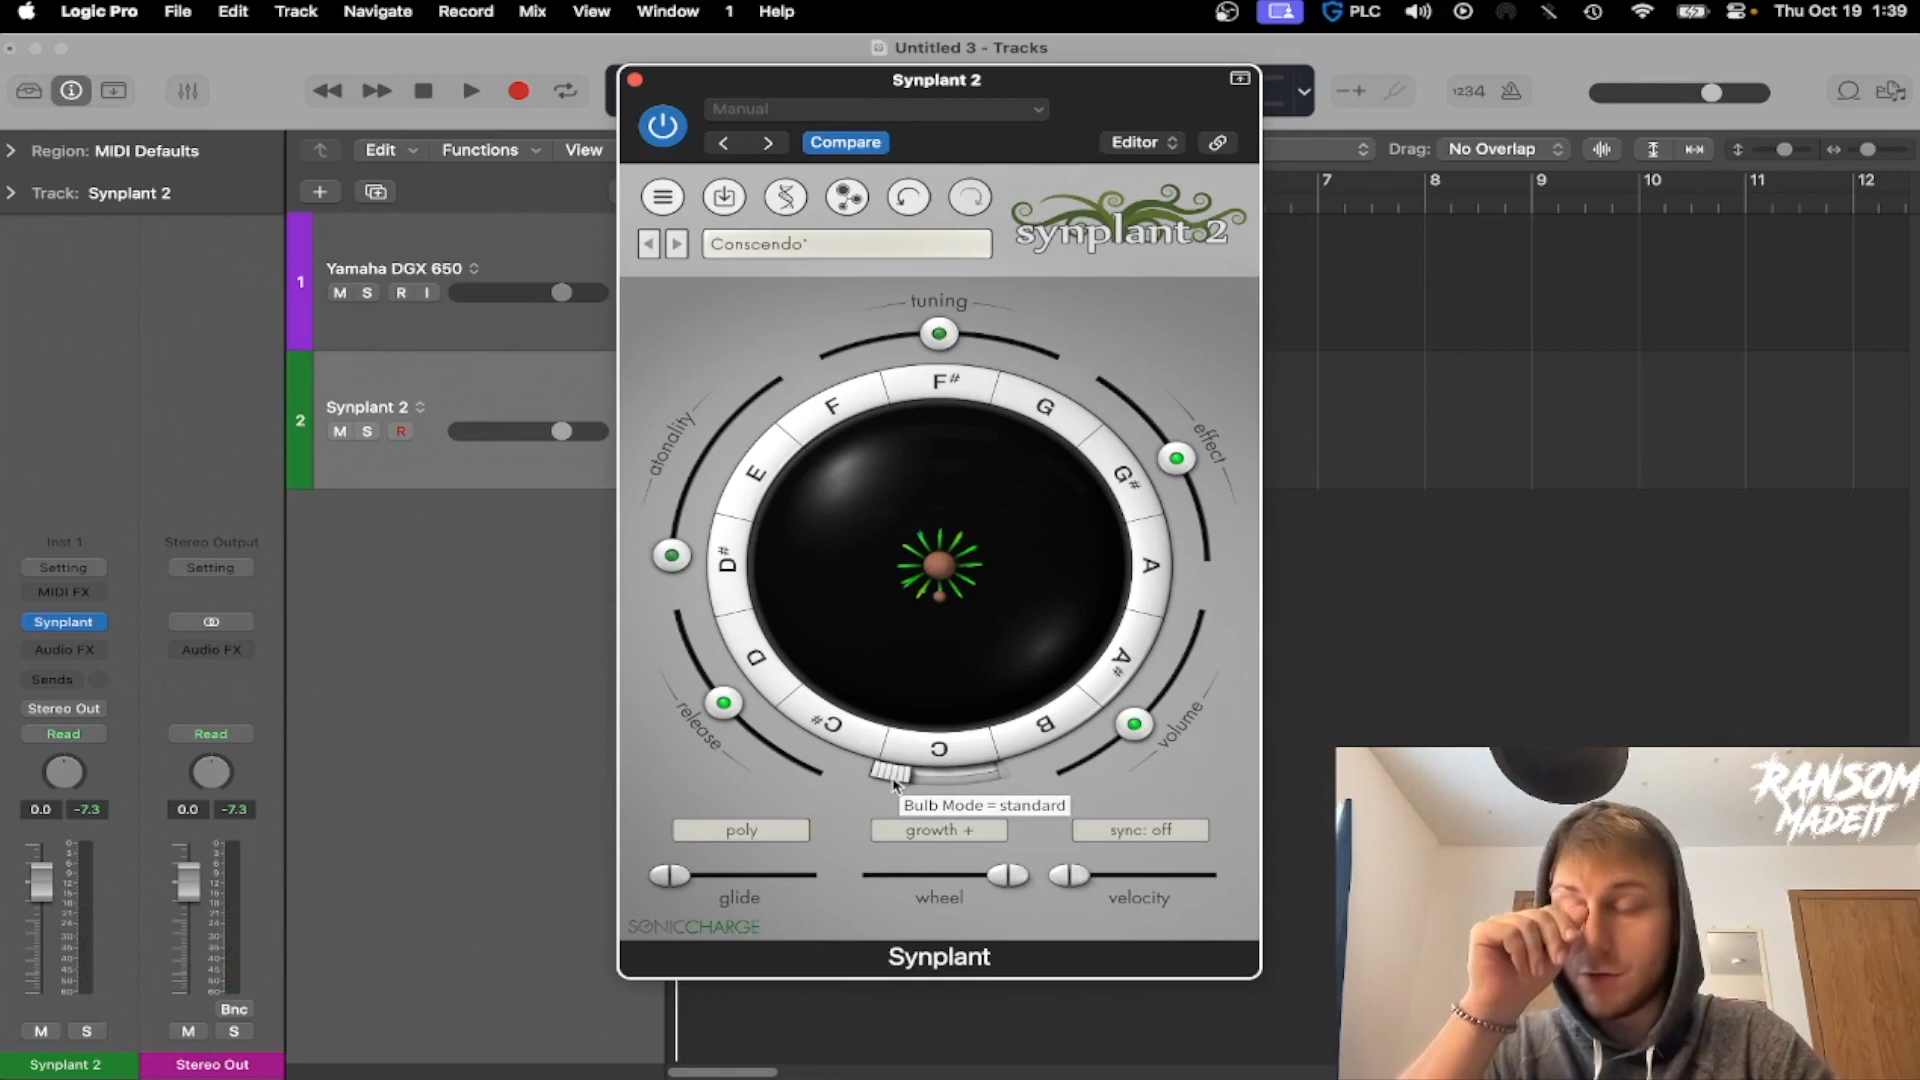 Logic Pro File Edit Track Navigate Record Mix View Window 1 Help PLC Thu Oct 19 1:39
Untitled 3 - Tracks
Synplant 2
Manual
Compare Editor
1234
Region: MIDI Defaults
Edit Functions View
Drag: No Overlap
Track: Synplant 2
7 8 9 10 11 12
synplant 2
Conscendo*
1
Yamaha DGX 650
M S R I
2
Synplant 2
M S R
tuning
atonality
effect
release
volume
F#
G
G#
A
A#
B
C
C#
D
D#
E
F
Bulb Mode = standard
poly growth + sync: off
glide wheel velocity
SONICCHARGE
Synplant
Inst 1 Stereo Output
Setting Setting
MIDI FX
Synplant
Audio FX Audio FX
Sends
Stereo Out
Read Read
0.0 -7.3 0.0 -7.3
Bnc
M S M S
Synplant 2 Stereo Out
RANSOM
MADEIT